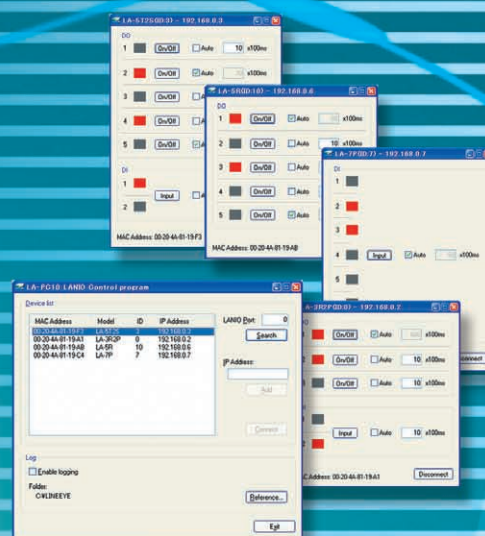 LA-5T2S(ID:3) - 192.168.0.3
DO
1 On/Off Auto 10 x100ms
2 On/Off Auto x100ms
3 On/Off
4 On/Off
5 On/Off
DI
1
Input
2
MAC Address: 00-20-4A-81-19-F3
LA-5R(ID:10) - 192.168.0.6
DO
1 On/Off Auto x100ms
2 On/Off Auto 10 x100ms
3 On/Off Auto
4 On/Off Auto
5 On/Off Auto
MAC Address: 00-20-4A-81-19-AB
LA-7P(ID:7) - 192.168.0.7
DI
1
2
3
4 Input Auto x100ms
5
LA-3R2P(ID:0) - 192.168.0.2
On/Off Auto x100ms
On/Off Auto 10 x100ms
On/Off Auto 10 x100ms
DI
1
Input Auto 10 x100ms
2
MAC Address: 00-20-4A-81-19-A1
Disconnect
LA-PC10 LANIO Control program
Device list
MAC Address Model ID IP Address
00-20-4A-81-19-F3 LA-5T2S 3 192.168.0.3
00-20-4A-81-19-A1 LA-3R2P 0 192.168.0.2
00-20-4A-81-19-AB LA-5R 10 192.168.0.6
00-20-4A-81-19-C4 LA-7P 7 192.168.0.7
LANIO Port: 0
Search
IP Address:
Add
Connect
Log
Enable logging
Folder:
C:¥LINEEYE
Reference...
Exit